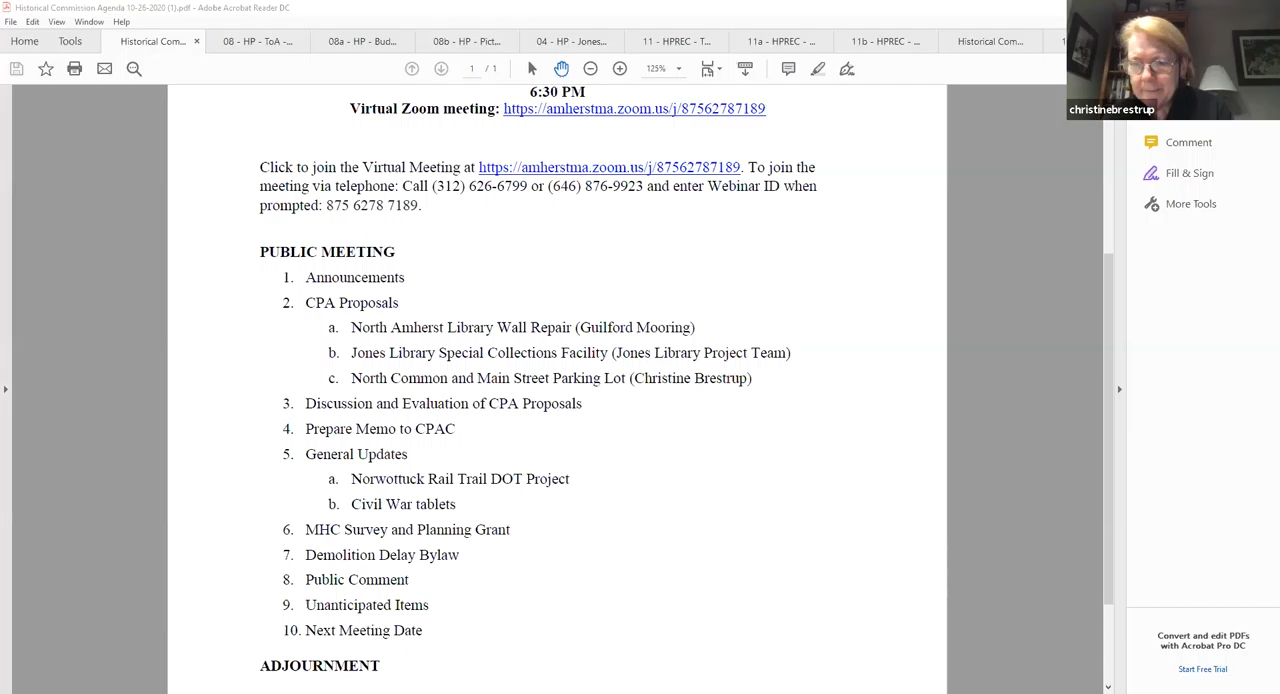 Historical Commission Agenda 10-26-2020 (1).pdf - Adobe Acrobat Reader DC
File Edit View Window Help
Home Tools Historical Com... × 08 - HP - ToA -... 08a - HP - Bud... 08b - HP - Pict... 04 - HP - Jones... 11 - HPREC - T... 11a - HPREC - ... 11b - HPREC - ... Historical Com...
1 / 1 125%
christinebrestrup
6:30 PM
Virtual Zoom meeting: https://amherstma.zoom.us/j/87562787189
Click to join the Virtual Meeting at https://amherstma.zoom.us/j/87562787189. To join the
meeting via telephone: Call (312) 626-6799 or (646) 876-9923 and enter Webinar ID when
prompted: 875 6278 7189.
PUBLIC MEETING
1. Announcements
2. CPA Proposals
a. North Amherst Library Wall Repair (Guilford Mooring)
b. Jones Library Special Collections Facility (Jones Library Project Team)
c. North Common and Main Street Parking Lot (Christine Brestrup)
3. Discussion and Evaluation of CPA Proposals
4. Prepare Memo to CPAC
5. General Updates
a. Norwottuck Rail Trail DOT Project
b. Civil War tablets
6. MHC Survey and Planning Grant
7. Demolition Delay Bylaw
8. Public Comment
9. Unanticipated Items
10. Next Meeting Date
ADJOURNMENT
Comment
Fill & Sign
More Tools
Convert and edit PDFs
with Acrobat Pro DC
Start Free Trial